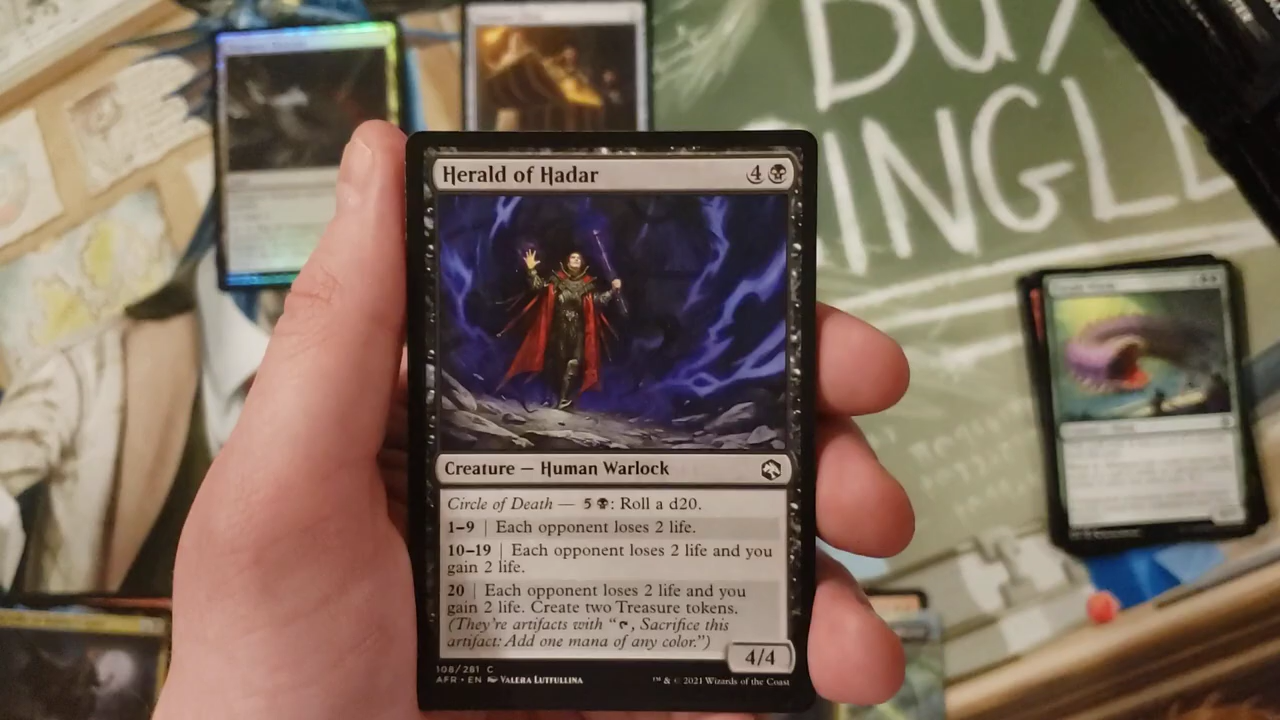 BUY
SINGLE
Herald of Hadar 4
Creature — Human Warlock
Circle of Death — 5 : Roll a d20.
1–9 | Each opponent loses 2 life.
10–19 | Each opponent loses 2 life and you
gain 2 life.
20 | Each opponent loses 2 life and you
gain 2 life. Create two Treasure tokens.
(They're artifacts with “ , Sacrifice this
artifact: Add one mana of any color.”)
4/4
108/281 C
AFR • EN VALERA LUTFULLINA
™ & © 2021 Wizards of the Coast